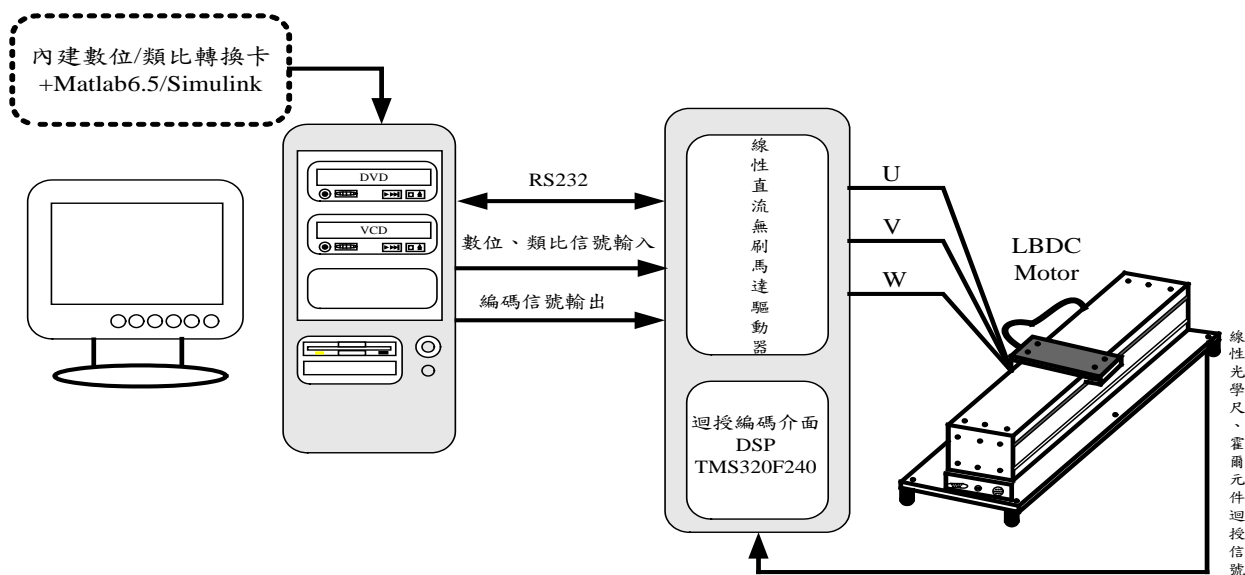 內建數位/類比轉換卡
+Matlab6.5/Simulink
DVD
VCD
RS232
數位、類比信號輸入
編碼信號輸出
線性直流無刷馬達驅動器
迴授編碼介面
DSP
TMS320F240
U
V
W
LBDC
Motor
線性光學尺、霍爾元件迴授信號